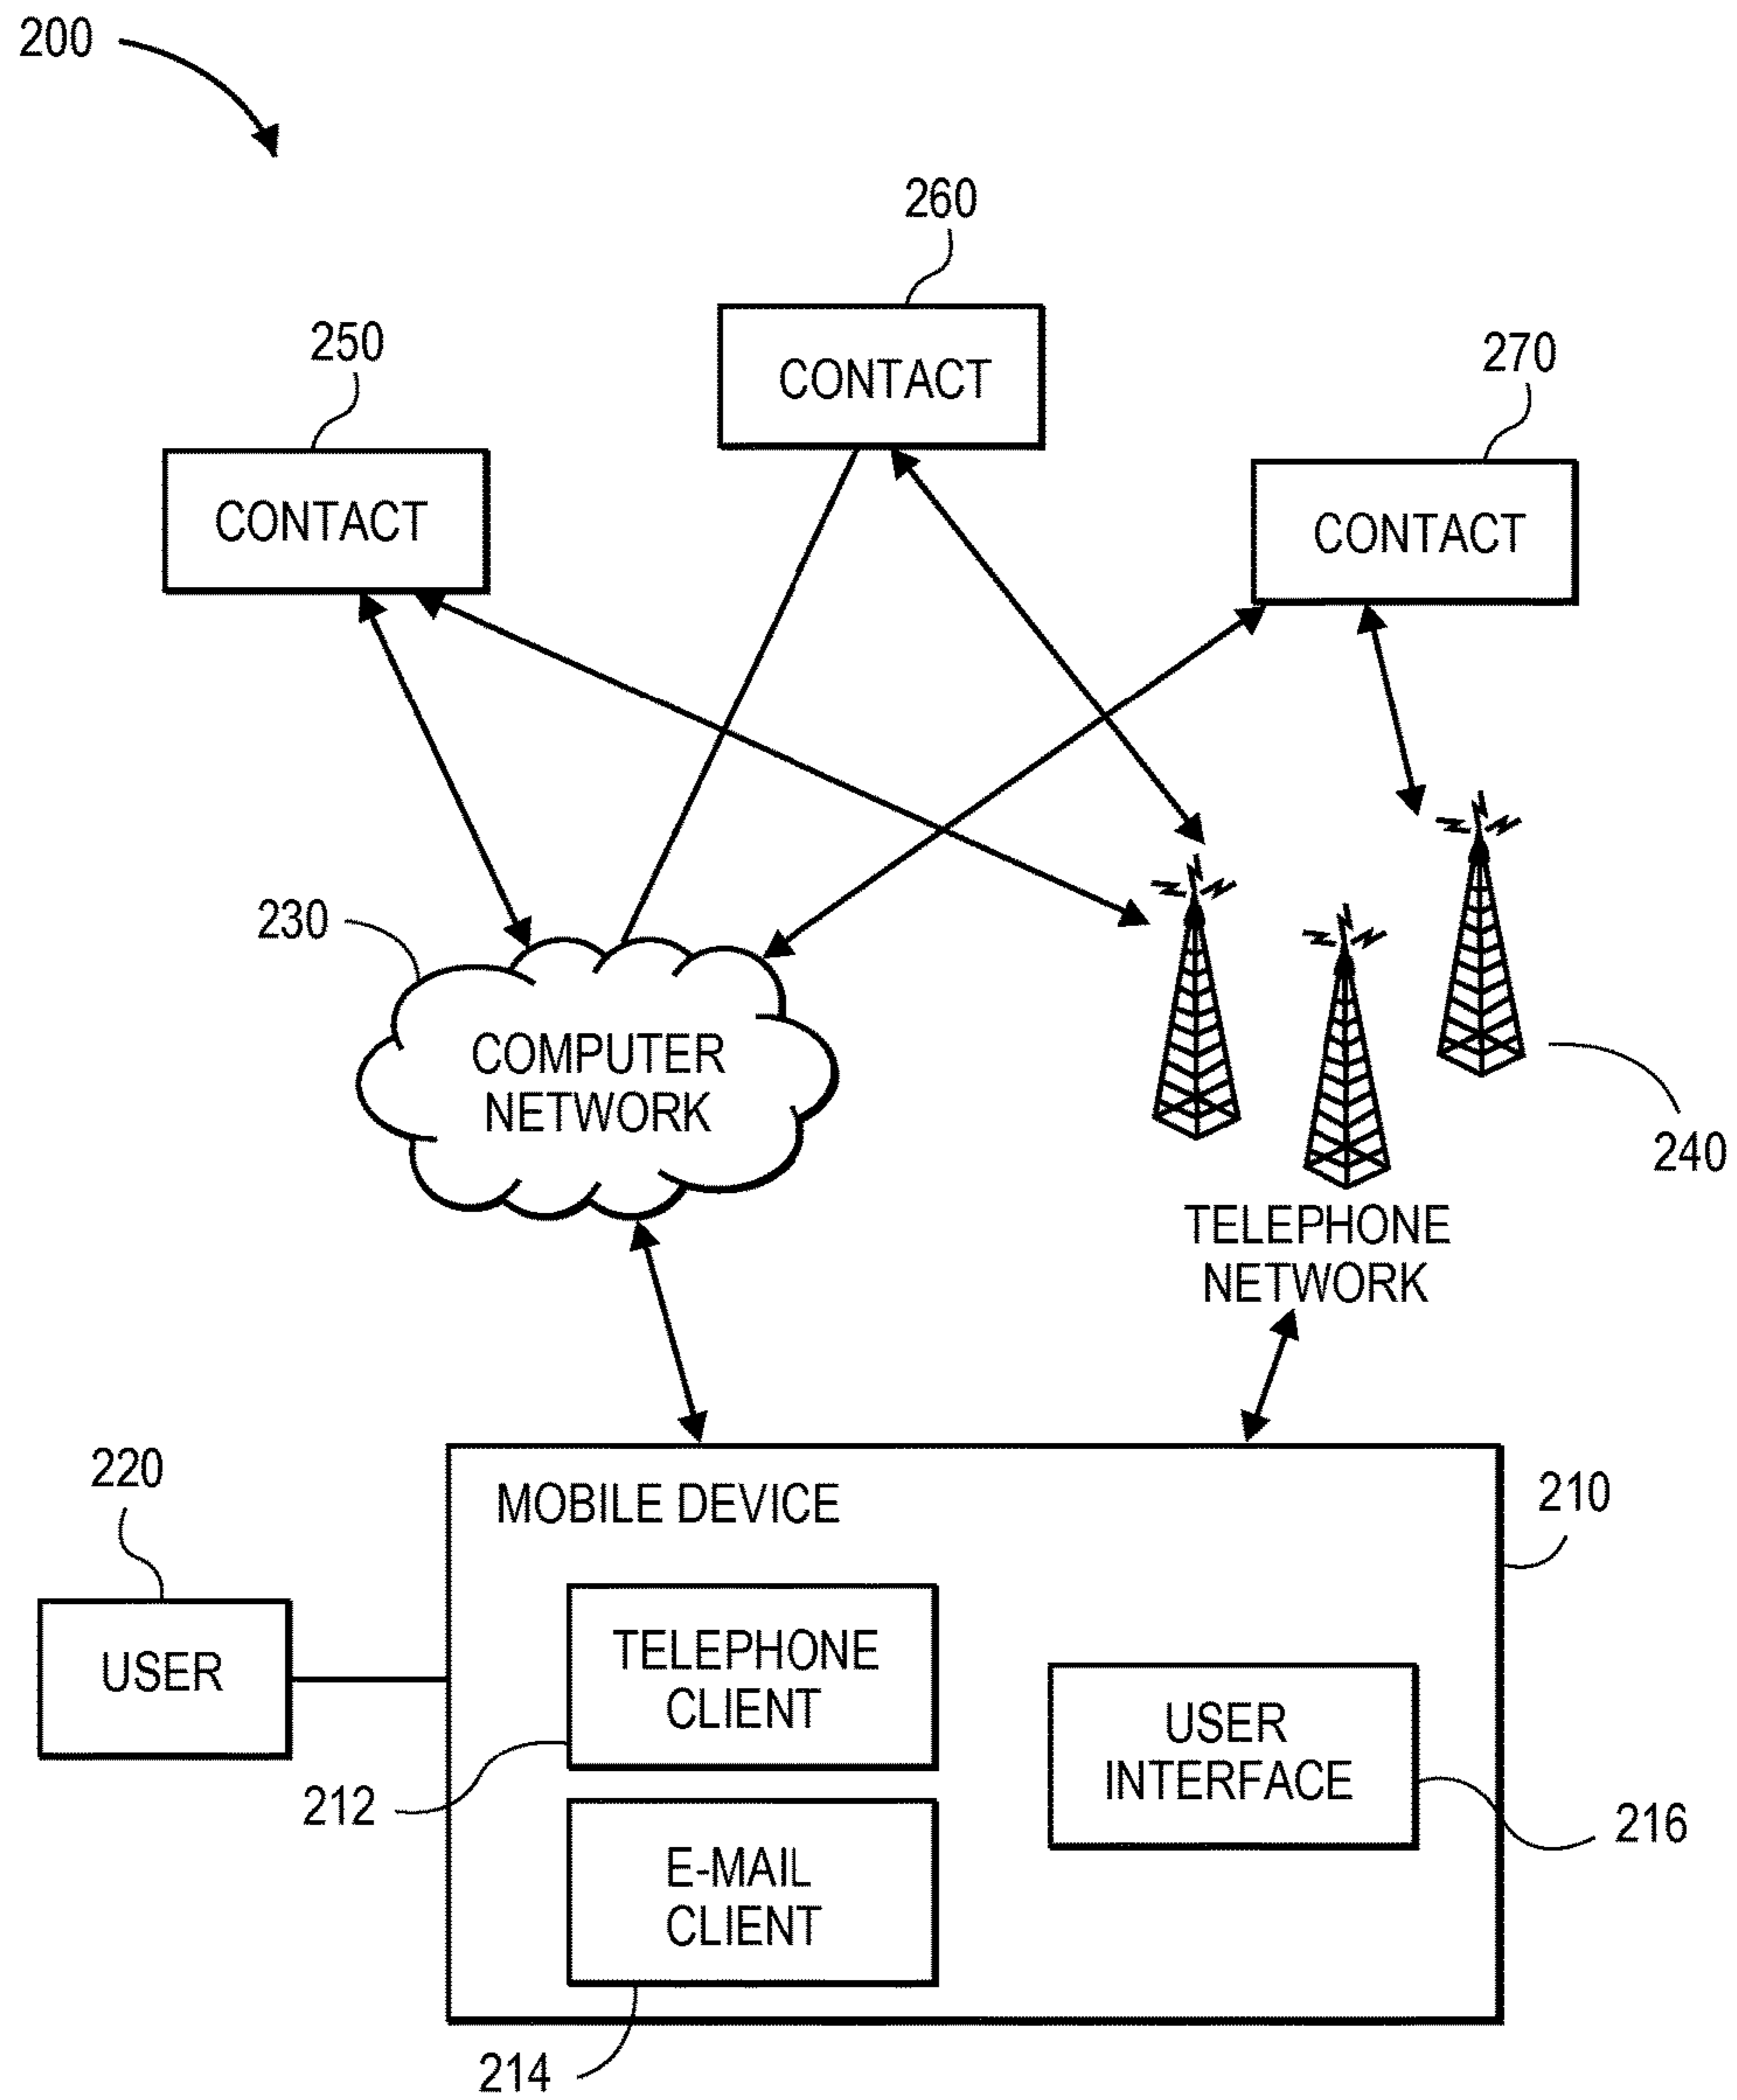 200
260
250
270
CONTACT
CONTACT
CONTACT
230
COMPUTER
NETWORK
240
TELEPHONE
NETWORK
220
210
MOBILE DEVICE
USER
TELEPHONE
CLIENT
USER
INTERFACE
212
216
E-MAIL
CLIENT
214